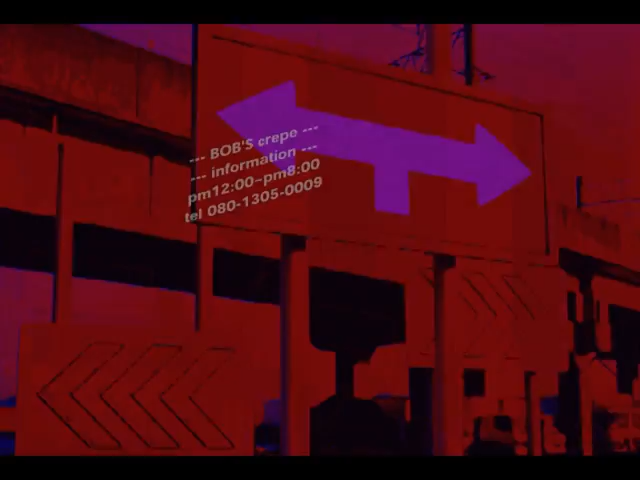 --- BOB'S crepe ---
--- information ---
pm12:00~pm8:00
tel 080-1305-0009